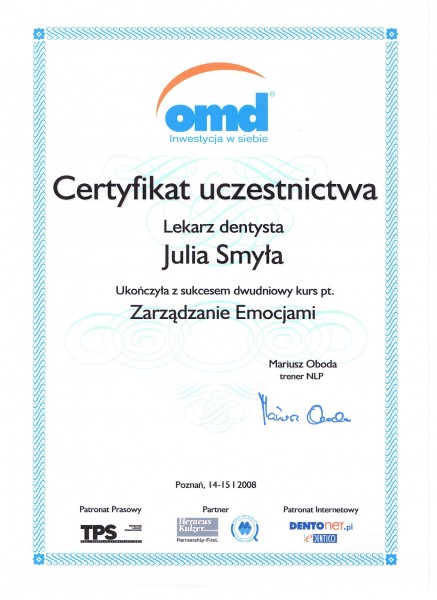 omd®
Inwestycja w siebie
Certyfikat uczestnictwa
Lekarz dentysta
Julia Smyła
Ukończyła z sukcesem dwudniowy kurs pt.
Zarządzanie Emocjami
Mariusz Oboda
trener NLP
Mariusz Oboda
Poznań, 14-15 I 2008
Patronat Prasowy
Partner
Patronat Internetowy
TPS
Heraeus
Kulzer
Partnership-First.
DENTOnet.pl
eDENTICO